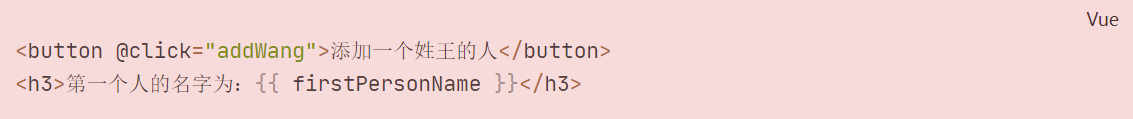 Vue
<button @click="addWang">添加一个姓王的人</button>
<h3>第一个人的名字为：{{ firstPersonName }}</h3>